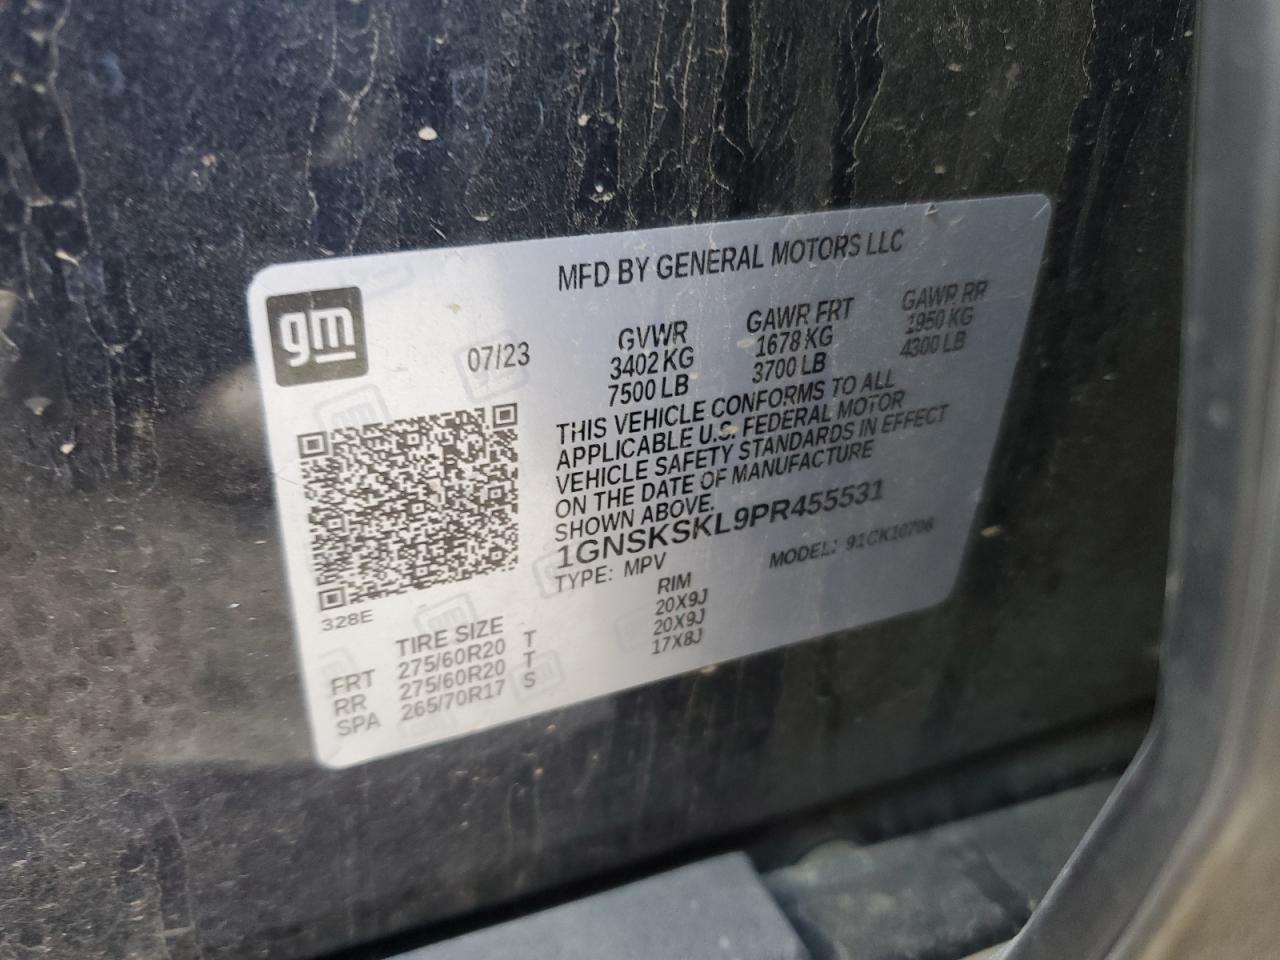 MFD BY GENERAL MOTORS LLC
gm
07/23
GVWR GAWR FRT GAWR RR
3402 KG 1678 KG 1950 KG
7500 LB 3700 LB 4300 LB
THIS VEHICLE CONFORMS TO ALL
APPLICABLE U.S. FEDERAL MOTOR
VEHICLE SAFETY STANDARDS IN EFFECT
ON THE DATE OF MANUFACTURE
SHOWN ABOVE.
1GNSKSKL9PR455531
TYPE: MPV MODEL: 91CK10706
328E
TIRE SIZE RIM
FRT 275/60R20 T 20X9J
RR 275/60R20 T 20X9J
SPA 265/70R17 S 17X8J